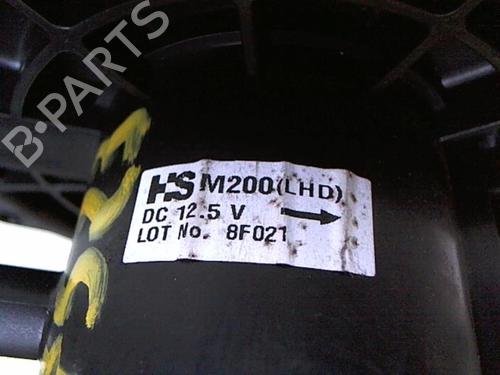 B-PARTS
HS M200(LHD)
DC 12.5 V
LOT No. 8F021